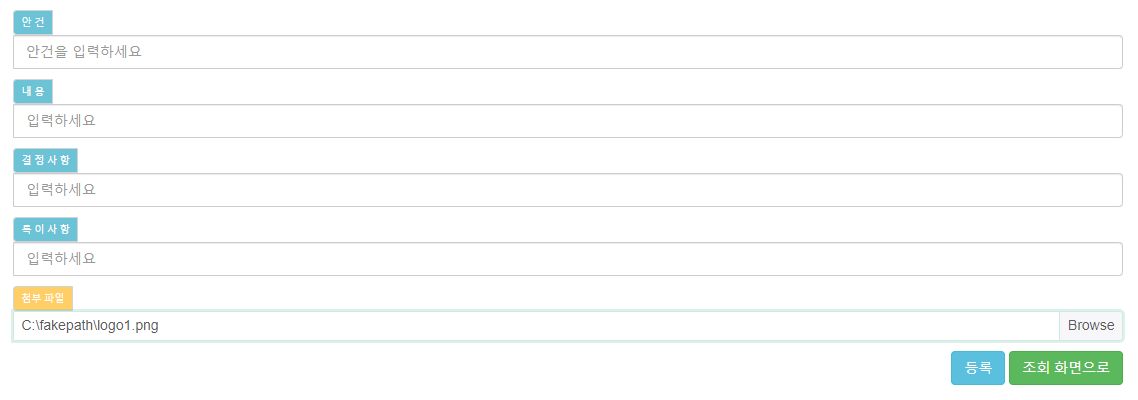 안 건
안건을 입력하세요
내 용
입력하세요
결 정 사 항
입력하세요
특 이 사 항
입력하세요
첨부 파일
C:\fakepath\logo1.png Browse
등록 조회 화면으로